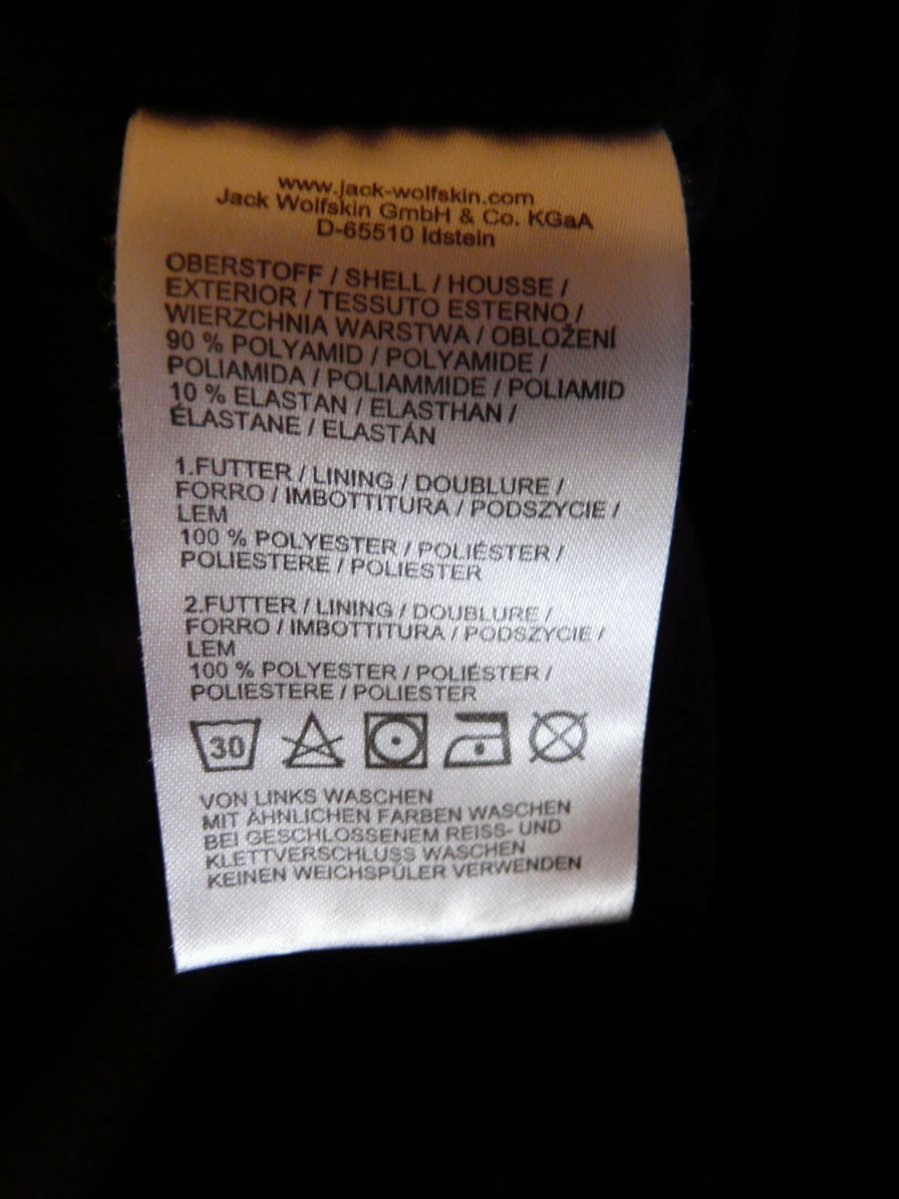 www.jack-wolfskin.com
Jack Wolfskin GmbH & Co. KGaA
D-65510 Idstein
OBERSTOFF / SHELL / HOUSSE /
EXTERIOR / TESSUTO ESTERNO /
WIERZCHNIA WARSTWA / OBLOŽENÍ
90 % POLYAMID / POLYAMIDE /
POLIAMIDA / POLIAMMIDE / POLIAMID
10 % ELASTAN / ELASTHAN /
ÉLASTANE / ELASTÁN
1.FUTTER / LINING / DOUBLURE /
FORRO / IMBOTTITURA / PODSZYCIE /
LEM
100 % POLYESTER / POLIÉSTER /
POLIESTERE / POLIESTER
2.FUTTER / LINING / DOUBLURE /
FORRO / IMBOTTITURA / PODSZYCIE /
LEM
100 % POLYESTER / POLIÉSTER /
POLIESTERE / POLIESTER
30
VON LINKS WASCHEN
MIT ÄHNLICHEN FARBEN WASCHEN
BEI GESCHLOSSENEM REISS- UND
KLETTVERSCHLUSS WASCHEN
KEINEN WEICHSPÜLER VERWENDEN